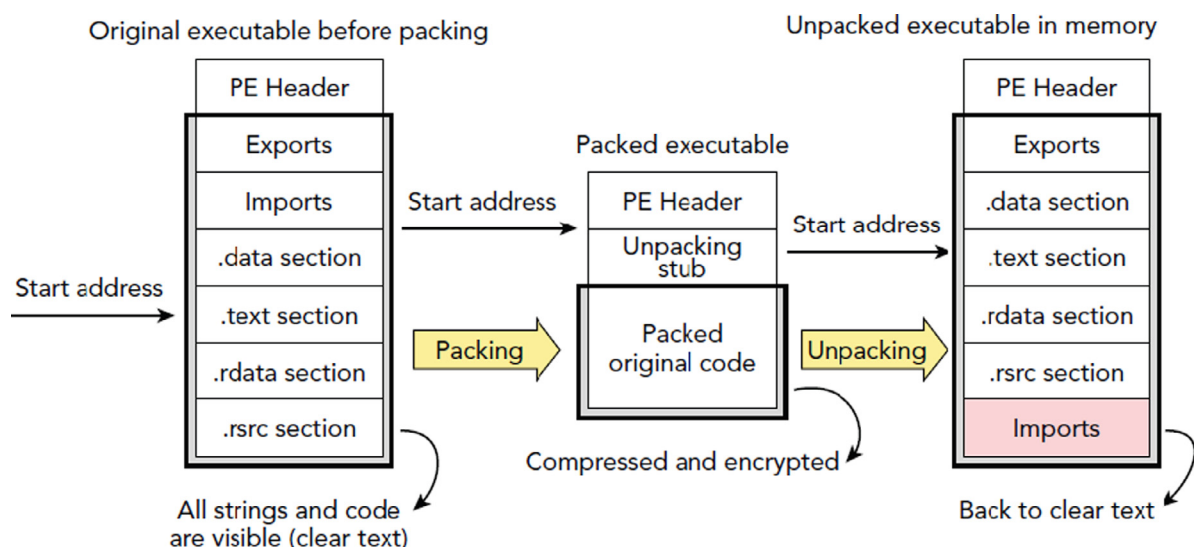 Original executable before packing
PE Header
Exports
Imports
.data section
Start address
.text section
.rdata section
.rsrc section
All strings and code
are visible (clear text)
Packing
Packed executable
Start address
PE Header
Unpacking
stub
Packed
original code
Compressed and encrypted
Unpacking
Unpacked executable in memory
Start address
PE Header
Exports
.data section
.text section
.rdata section
.rsrc section
Imports
Back to clear text